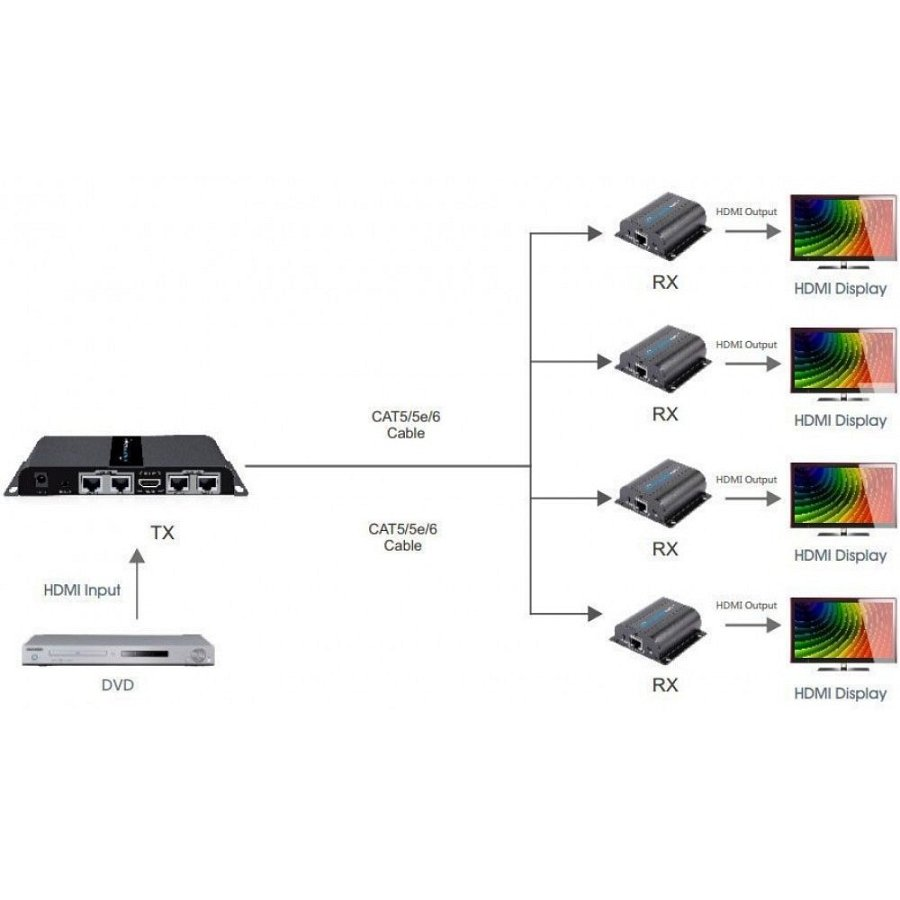 HDMI Output
RX
HDMI Display
HDMI Output
RX
HDMI Display
CAT5/5e/6
Cable
HDMI Output
RX
HDMI Display
TX
CAT5/5e/6
Cable
HDMI Input
HDMI Output
RX
HDMI Display
DVD